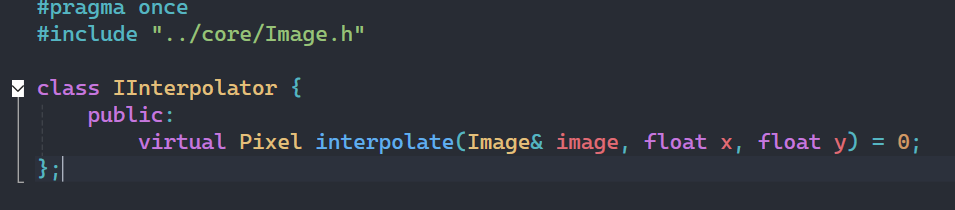 #pragma once
#include "../core/Image.h"
class IInterpolator {
public:
virtual Pixel interpolate(Image& image, float x, float y) = 0;
};